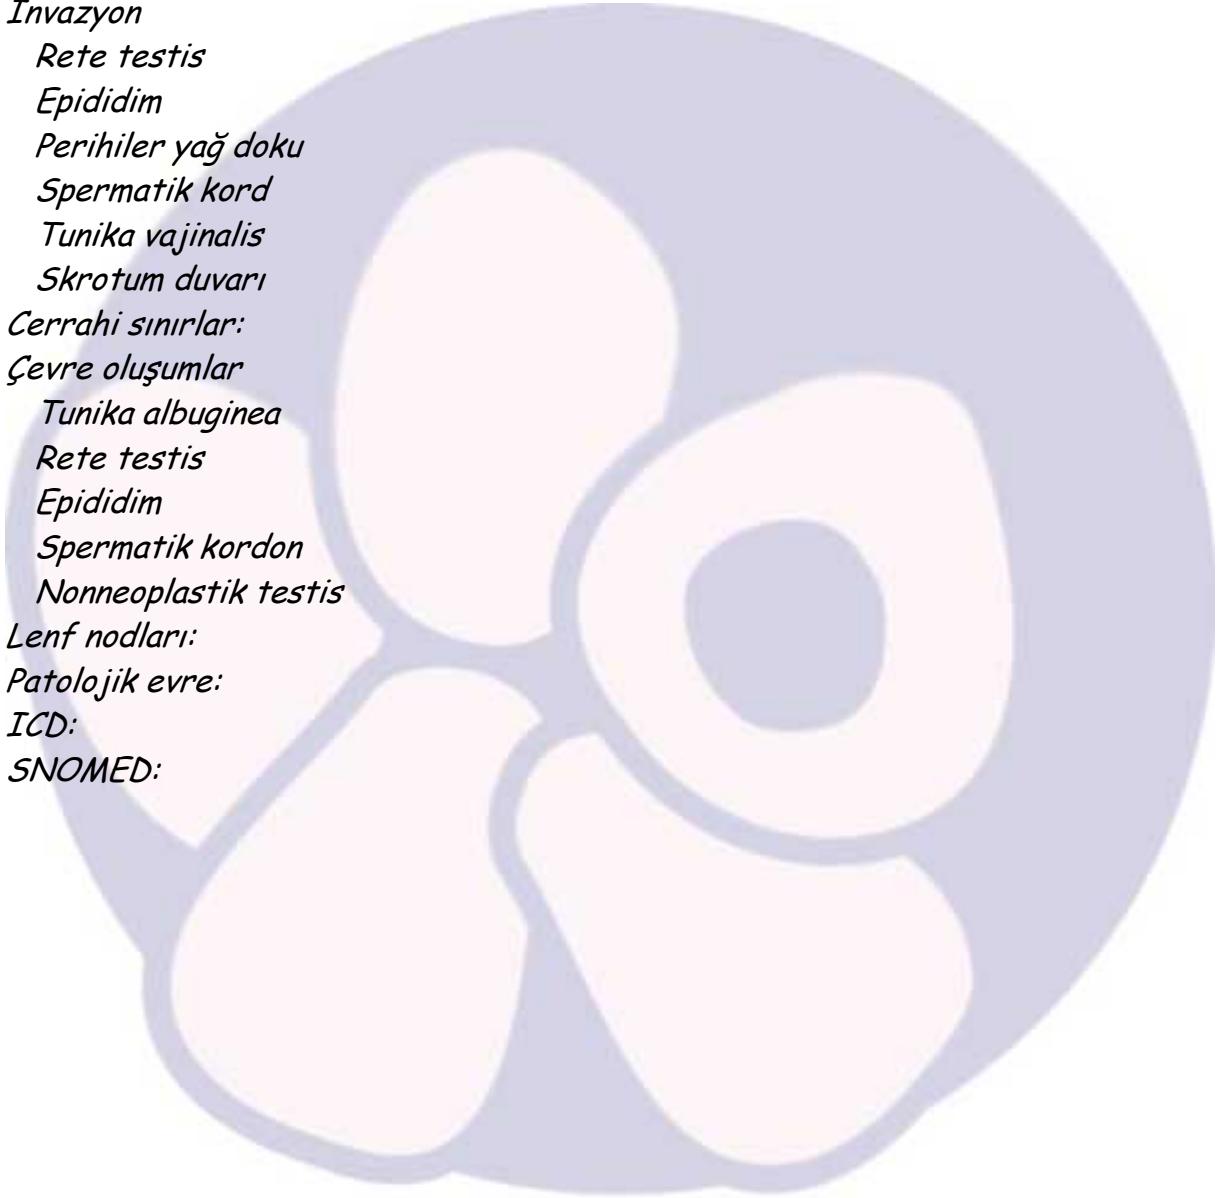 İnvazyon
Rete testis
Epididim
Perihiler yağ doku
Spermatik kord
Tunika vajinalis
Skrotum duvarı
Cerrahi sınırlar:
Çevre oluşumlar
Tunika albuginea
Rete testis
Epididim
Spermatik kordon
Nonneoplastik testis
Lenf nodları:
Patolojik evre:
ICD:
SNOMED: